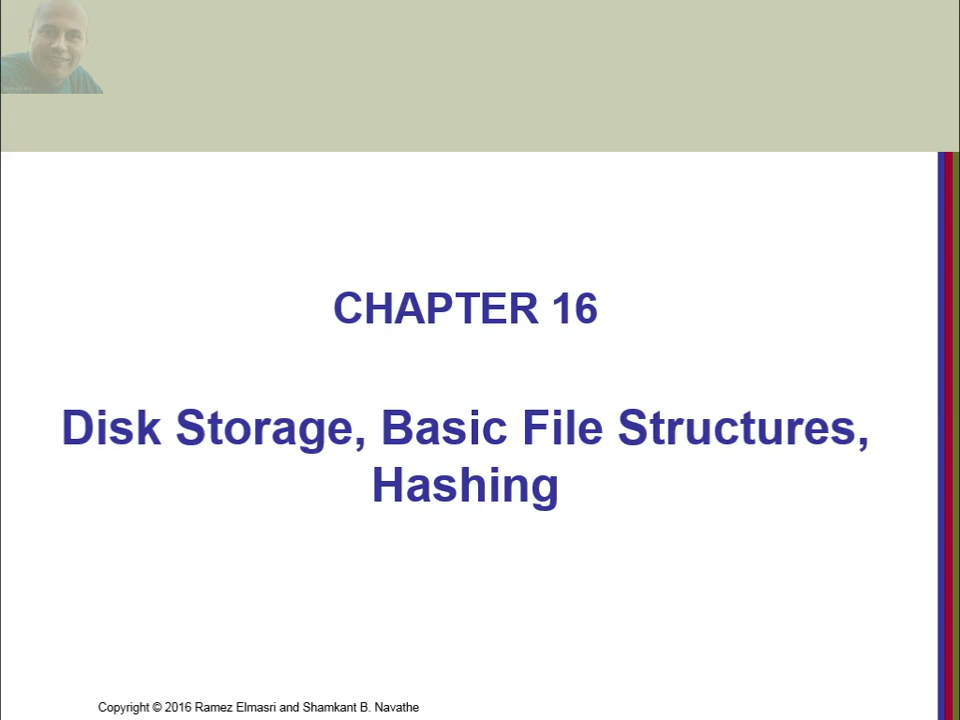 CHAPTER 16
Disk Storage, Basic File Structures,
Hashing
Copyright © 2016 Ramez Elmasri and Shamkant B. Navathe